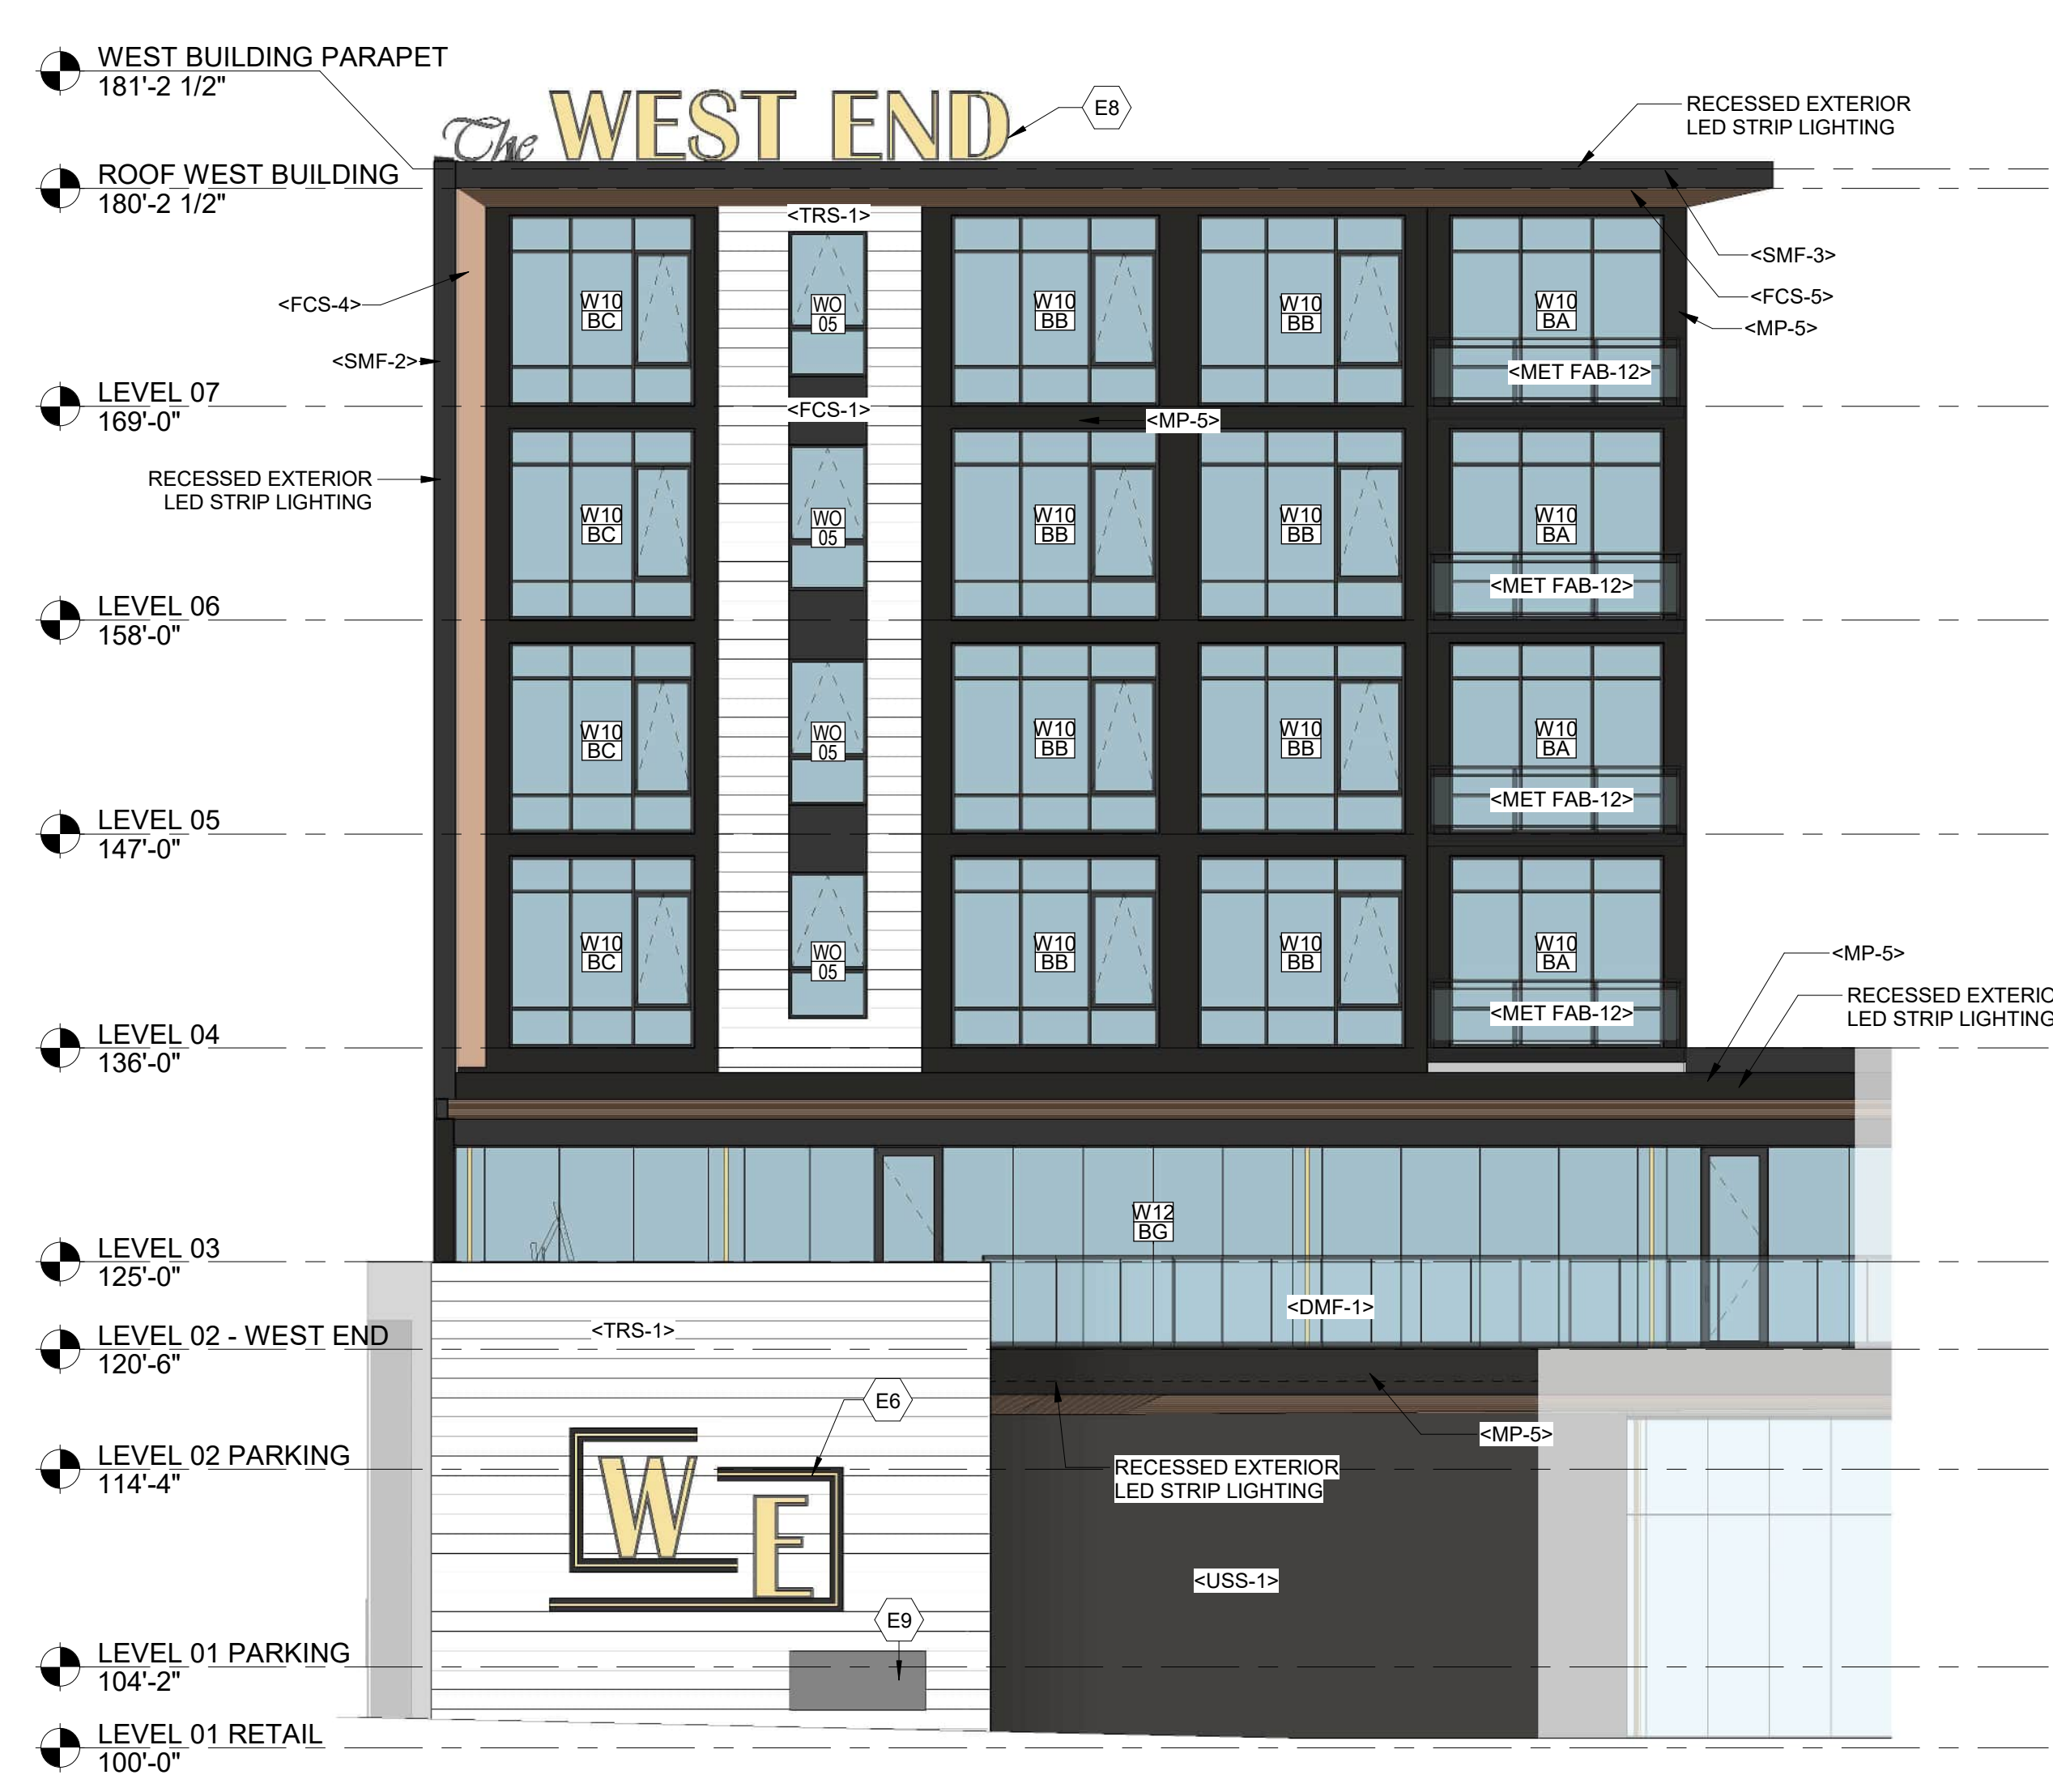 WEST BUILDING PARAPET
181'-2 1/2"
The WEST END
E8
RECESSED EXTERIOR
LED STRIP LIGHTING
ROOF WEST BUILDING
180'-2 1/2"
<TRS-1>
<SMF-3>
<FCS-4>
W10
BC
WO
05
W10
BB
W10
BB
W10
BA
<FCS-5>
<MP-5>
<SMF-2>
<MET FAB-12>
LEVEL 07
169'-0"
<FCS-1>
<MP-5>
RECESSED EXTERIOR
LED STRIP LIGHTING
W10
BC
WO
05
W10
BB
W10
BB
W10
BA
<MET FAB-12>
LEVEL 06
158'-0"
W10
BC
WO
05
W10
BB
W10
BB
W10
BA
<MET FAB-12>
LEVEL 05
147'-0"
W10
BC
WO
05
W10
BB
W10
BB
W10
BA
<MP-5>
RECESSED EXTERIO
LED STRIP LIGHTING
<MET FAB-12>
LEVEL 04
136'-0"
W12
BG
LEVEL 03
125'-0"
<DMF-1>
<TRS-1>
LEVEL 02 - WEST END
120'-6"
E6
<MP-5>
LEVEL 02 PARKING
114'-4"
RECESSED EXTERIOR
LED STRIP LIGHTING
W
E
<USS-1>
E9
LEVEL 01 PARKING
104'-2"
LEVEL 01 RETAIL
100'-0"